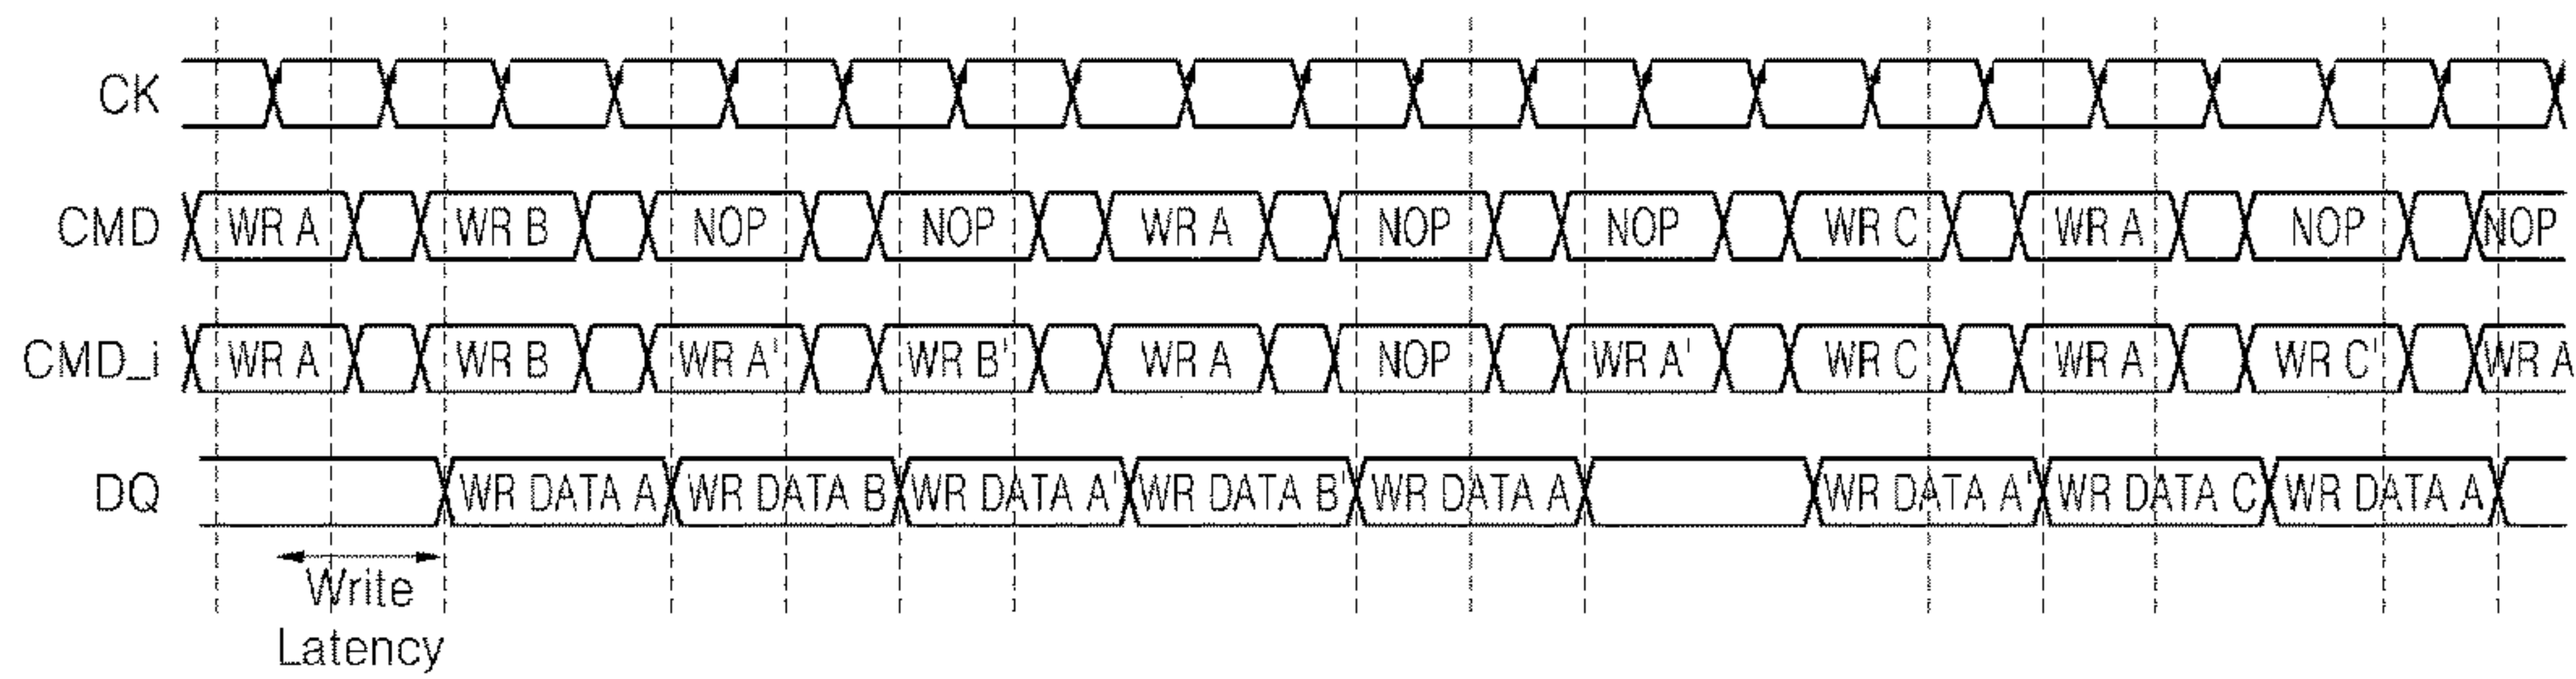 CK
CMD WR A WR B NOP NOP WR A NOP NOP WR C WR A NOP NOP
CMD_i WR A WR B WR A' WR B' WR A NOP WR A' WR C WR A WR C' WR A
DQ WR DATA A WR DATA B WR DATA A' WR DATA B' WR DATA A WR DATA A' WR DATA C WR DATA A
Write
Latency